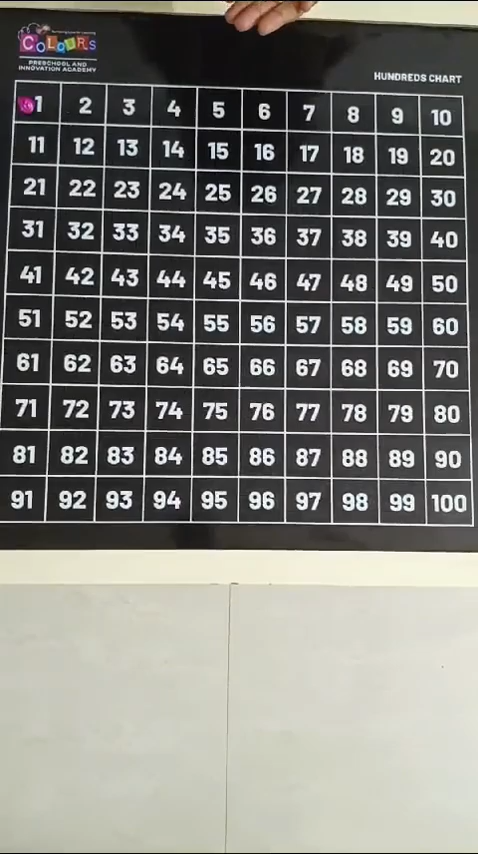 COLOURS
PRESCHOOL AND
INNOVATION ACADEMY
HUNDREDS CHART
1 2 3 4 5 6 7 8 9 10
11 12 13 14 15 16 17 18 19 20
21 22 23 24 25 26 27 28 29 30
31 32 33 34 35 36 37 38 39 40
41 42 43 44 45 46 47 48 49 50
51 52 53 54 55 56 57 58 59 60
61 62 63 64 65 66 67 68 69 70
71 72 73 74 75 76 77 78 79 80
81 82 83 84 85 86 87 88 89 90
91 92 93 94 95 96 97 98 99 100